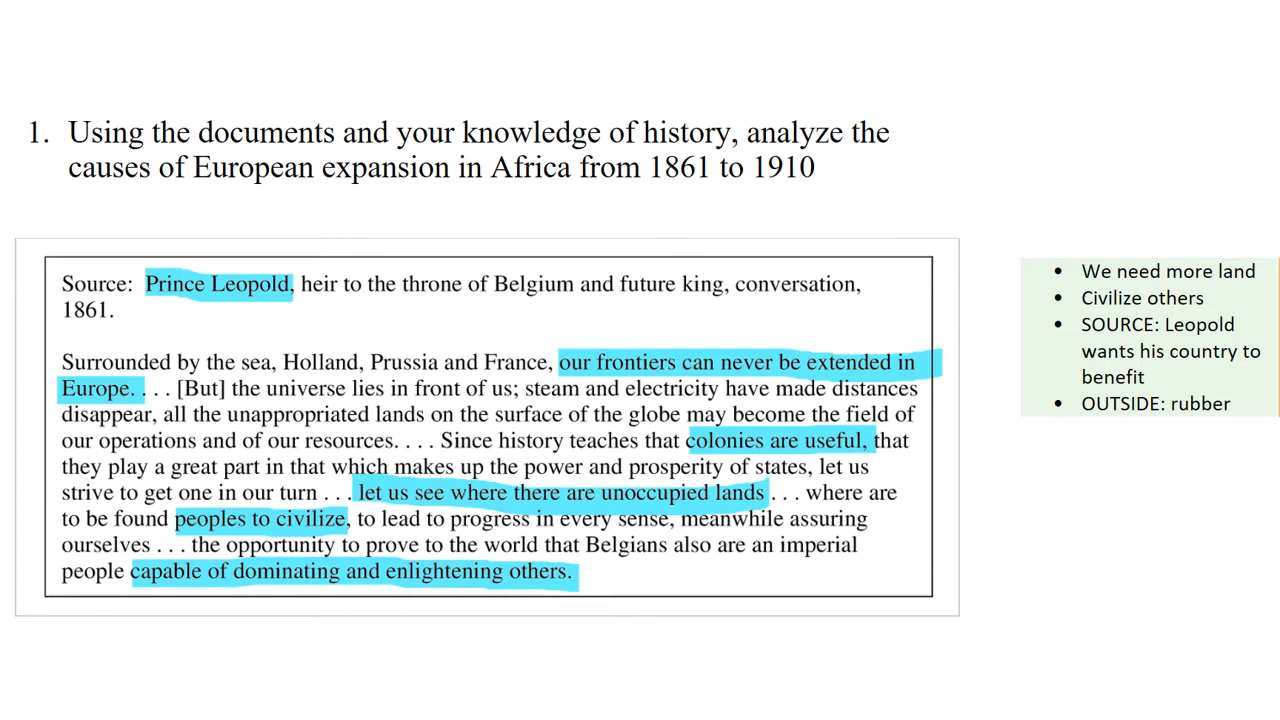 1. Using the documents and your knowledge of history, analyze the
causes of European expansion in Africa from 1861 to 1910
Source: Prince Leopold, heir to the throne of Belgium and future king, conversation,
1861.
Surrounded by the sea, Holland, Prussia and France, our frontiers can never be extended in
Europe. . . . [But] the universe lies in front of us; steam and electricity have made distances
disappear, all the unappropriated lands on the surface of the globe may become the field of
our operations and of our resources. . . . Since history teaches that colonies are useful, that
they play a great part in that which makes up the power and prosperity of states, let us
strive to get one in our turn . . . let us see where there are unoccupied lands . . . where are
to be found peoples to civilize, to lead to progress in every sense, meanwhile assuring
ourselves . . . the opportunity to prove to the world that Belgians also are an imperial
people capable of dominating and enlightening others.
• We need more land
• Civilize others
• SOURCE: Leopold
wants his country to
benefit
• OUTSIDE: rubber